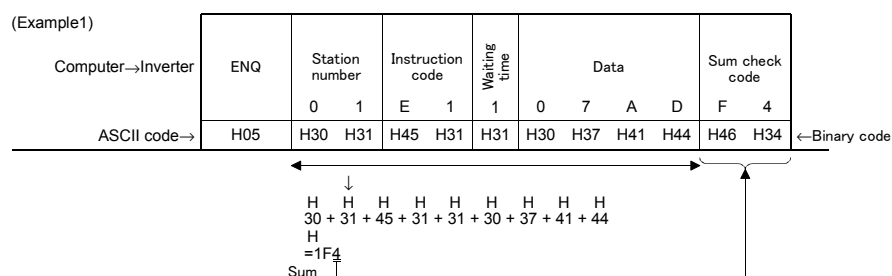 (Example1)
Computer→Inverter
ENQ
Station number
Instruction code
Waiting time
Data
Sum check code
0 1 E 1 1 0 7 A D F 4
ASCII code→ H05 H30 H31 H45 H31 H31 H30 H37 H41 H44 H46 H34 ←Binary code
↓
H H H H H H H H H
30 + 31 + 45 + 31 + 31 + 30 + 37 + 41 + 44
H
=1F4
Sum